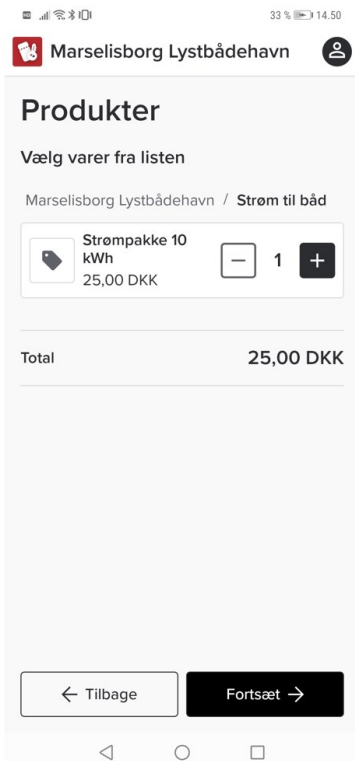 33 % 14.50
Marselisborg Lystbådehavn
Produkter
Vælg varer fra listen
Marselisborg Lystbådehavn / Strøm til båd
Strømpakke 10
kWh
25,00 DKK
1
Total 25,00 DKK
Tilbage
Fortsæt